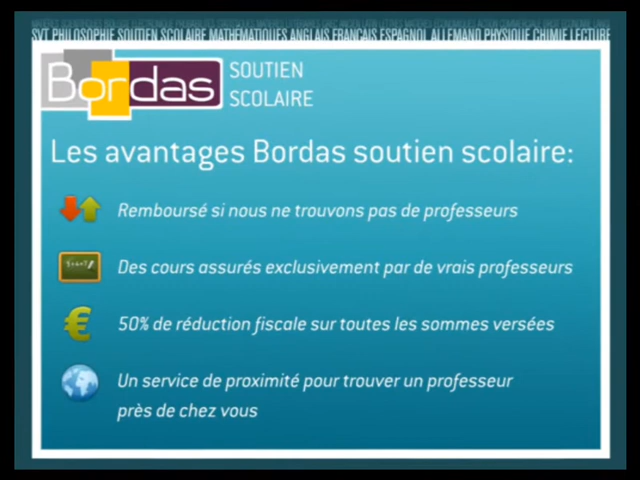 SVT PHILOSOPHIE SOUTIEN SCOLAIRE MATHÉMATIQUES ANGLAIS FRANÇAIS ESPAGNOL ALLEMAND PHYSIQUE CHIMIE LECTURE
Bordas
SOUTIEN
SCOLAIRE
Les avantages Bordas soutien scolaire:
Remboursé si nous ne trouvons pas de professeurs
Des cours assurés exclusivement par de vrais professeurs
50% de réduction fiscale sur toutes les sommes versées
Un service de proximité pour trouver un professeur
près de chez vous